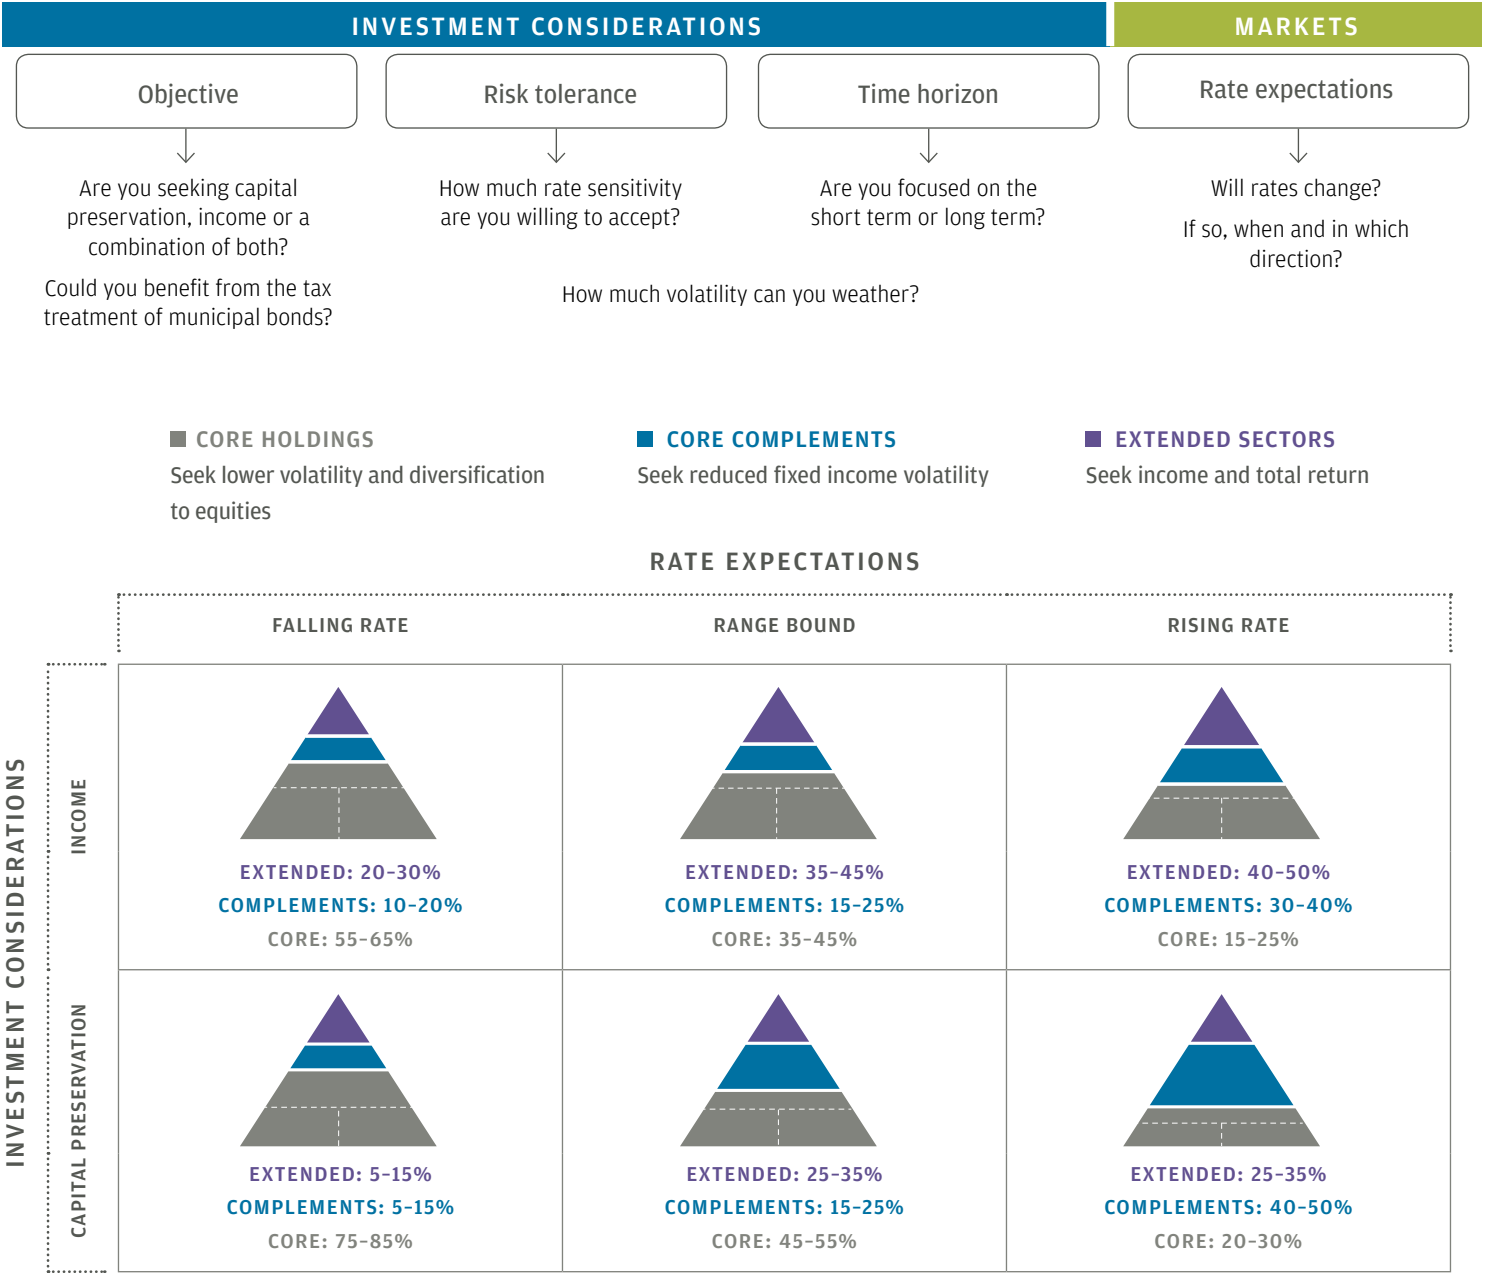 INVESTMENT CONSIDERATIONS
MARKETS
Objective
Risk tolerance
Time horizon
Rate expectations
Are you seeking capital
preservation, income or a
combination of both?
Could you benefit from the tax
treatment of municipal bonds?
How much rate sensitivity
are you willing to accept?
Are you focused on the
short term or long term?
How much volatility can you weather?
Will rates change?
If so, when and in which
direction?
CORE HOLDINGS
Seek lower volatility and diversification
to equities
CORE COMPLEMENTS
Seek reduced fixed income volatility
EXTENDED SECTORS
Seek income and total return
RATE EXPECTATIONS
FALLING RATE
RANGE BOUND
RISING RATE
INVESTMENT CONSIDERATIONS
INCOME
EXTENDED: 20–30%
COMPLEMENTS: 10–20%
CORE: 55–65%
EXTENDED: 35–45%
COMPLEMENTS: 15–25%
CORE: 35–45%
EXTENDED: 40–50%
COMPLEMENTS: 30–40%
CORE: 15–25%
CAPITAL PRESERVATION
EXTENDED: 5–15%
COMPLEMENTS: 5–15%
CORE: 75–85%
EXTENDED: 25–35%
COMPLEMENTS: 15–25%
CORE: 45–55%
EXTENDED: 25–35%
COMPLEMENTS: 40–50%
CORE: 20–30%